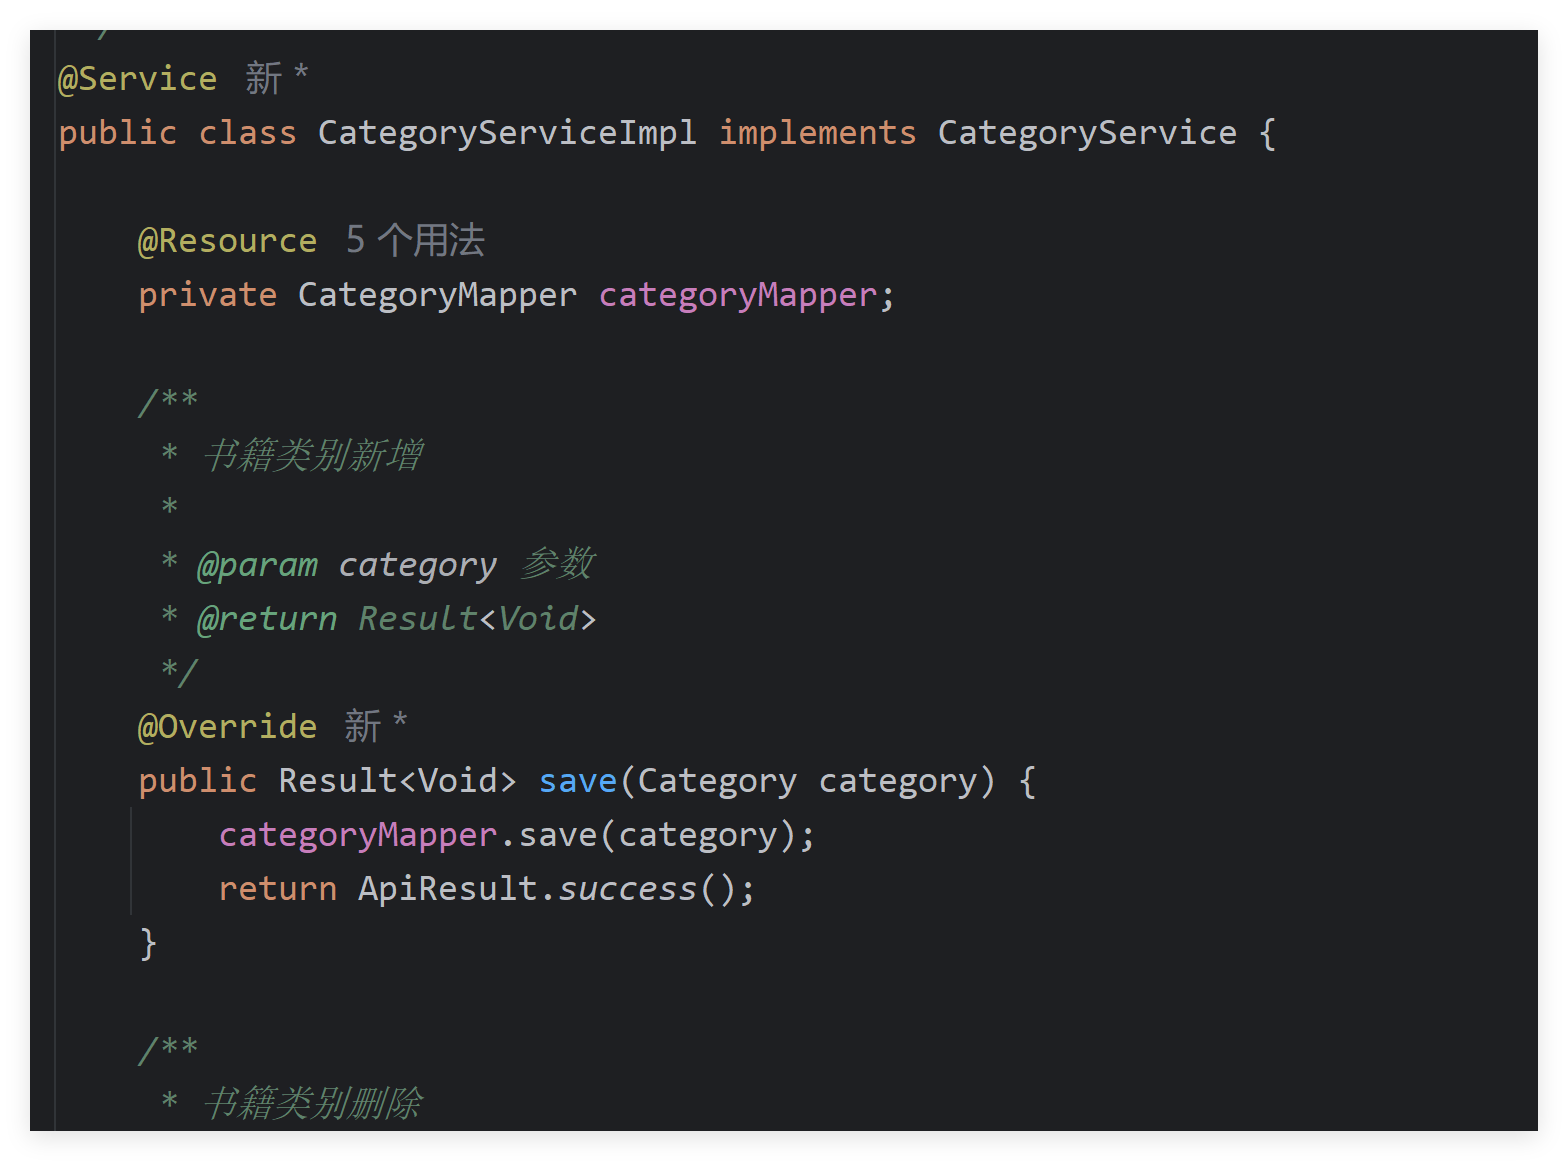 @Service 新 *
public class CategoryServiceImpl implements CategoryService {
@Resource 5 个用法
private CategoryMapper categoryMapper;
/**
* 书籍类别新增
*
* @param category 参数
* @return Result<Void>
*/
@Override 新 *
public Result<Void> save(Category category) {
categoryMapper.save(category);
return ApiResult.success();
}
/**
* 书籍类别删除